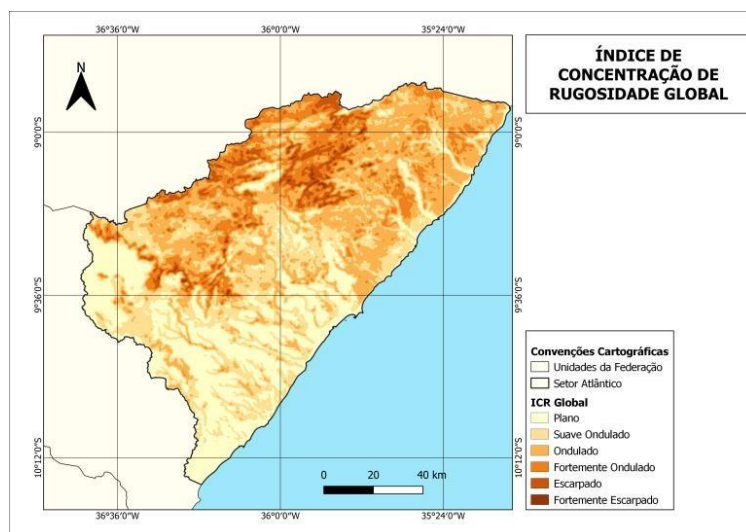 36°36'0"W 36°0'0"W 35°24'0"W
ÍNDICE DE
CONCENTRAÇÃO DE
RUGOSIDADE GLOBAL
N
9°0'0"S 9°0'0"S
9°36'0"S 9°36'0"S
Convenções Cartográficas
Unidades da Federação
Setor Atlântico
ICR Global
Plano
Suave Ondulado
Ondulado
Fortemente Ondulado
Escarpado
Fortemente Escarpado
10°12'0"S 10°12'0"S
0 20 40 km
36°36'0"W 36°0'0"W 35°24'0"W